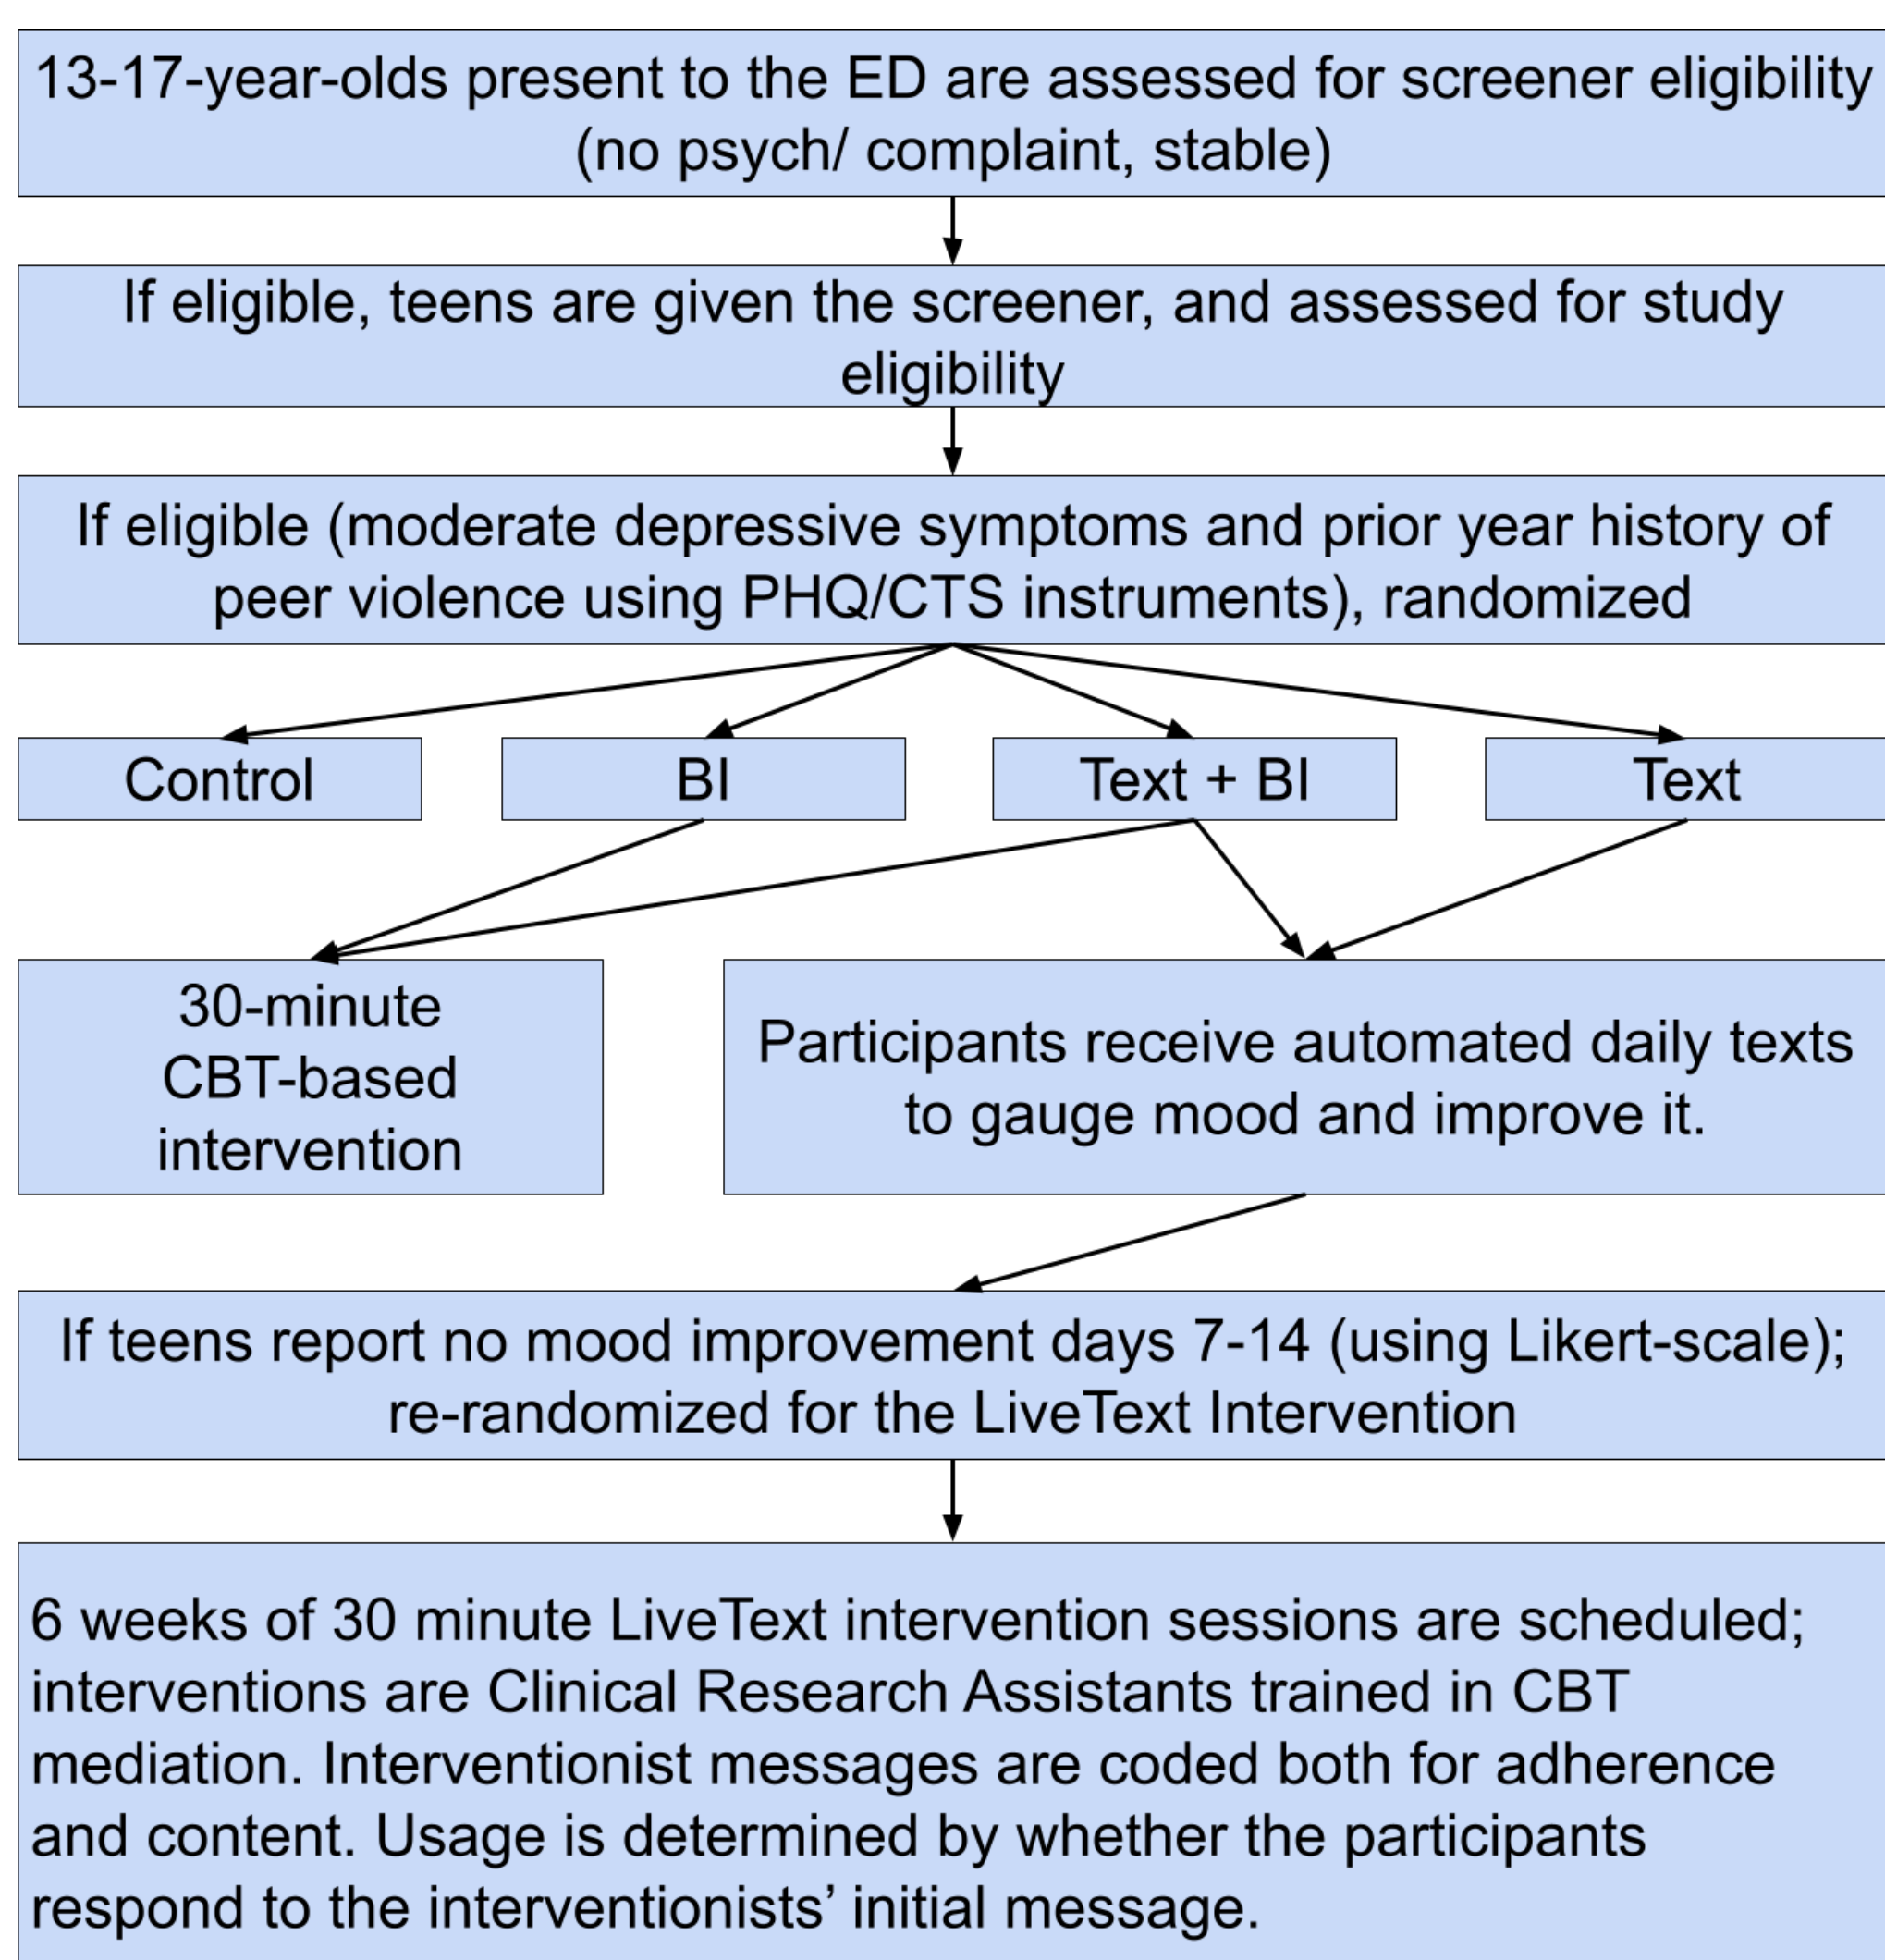 13-17-year-olds present to the ED are assessed for screener eligibility
(no psych/ complaint, stable)
If eligible, teens are given the screener, and assessed for study
eligibility
If eligible (moderate depressive symptoms and prior year history of
peer violence using PHQ/CTS instruments), randomized
Control
BI
Text + BI
Text
30-minute
CBT-based
intervention
Participants receive automated daily texts
to gauge mood and improve it.
If teens report no mood improvement days 7-14 (using Likert-scale);
re-randomized for the LiveText Intervention
6 weeks of 30 minute LiveText intervention sessions are scheduled;
interventions are Clinical Research Assistants trained in CBT
mediation. Interventionist messages are coded both for adherence
and content. Usage is determined by whether the participants
respond to the interventionists’ initial message.